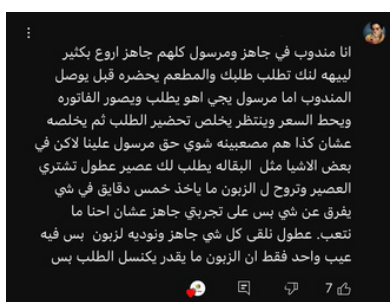 انا مندوب في جاهز ومرسول كلهم جاهز اروع بكثير
لييهه لنك تطلب طلبك والمطعم يحضره قبل يوصل
المندوب اما مرسول يجي اهو يطلب ويصور الفاتوره
ويحط السعر وينتظر يخلص تحضير الطلب ثم يخلصه
عشان كذا هم مصعبينه شوي حق مرسول علينا لاكن في
بعض الاشيا مثل البقاله يطلب لك عصير عطول تشتري
العصير وتروح ل الزبون ما ياخذ خمس دقايق في شي
يفرق عن شي بس على تجربتي جاهز عشان احنا ما
نتعب. عطول نلقى كل شي جاهز ونوديه لزبون بس فيه
عيب واحد فقط ان الزبون ما يقدر يكنسل الطلب بس
7